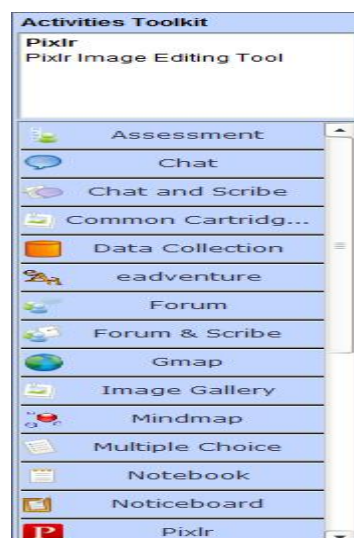 Activities Toolkit
Pixlr
Pixlr Image Editing Tool
Assessment
Chat
Chat and Scribe
Common Cartridg...
Data Collection
eadventure
Forum
Forum & Scribe
Gmap
Image Gallery
Mindmap
Multiple Choice
Notebook
Noticeboard
Pixlr